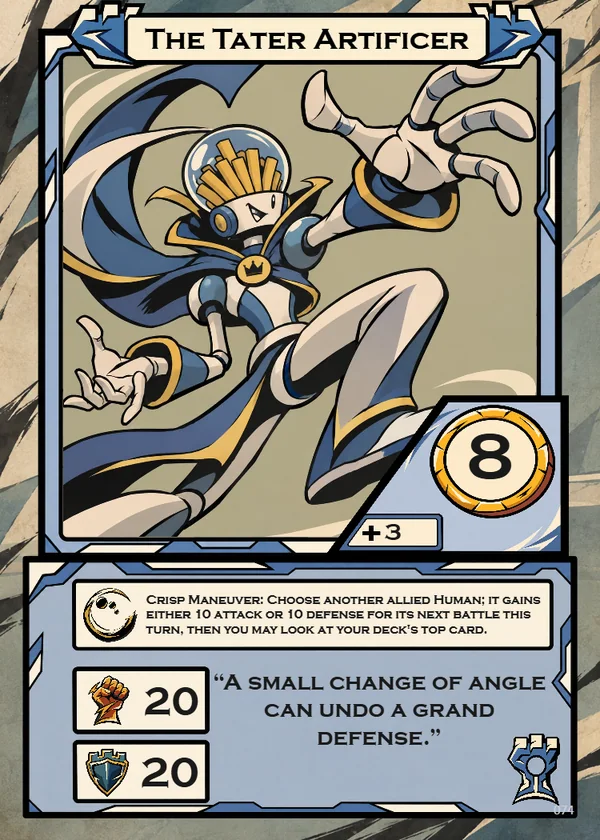 The Tater Artificer
8
+3
Crisp Maneuver: Choose another allied Human; it gains
either 10 attack or 10 defense for its next battle this
turn, then you may look at your deck's top card.
20
“A small change of angle
can undo a grand
defense.”
20
074